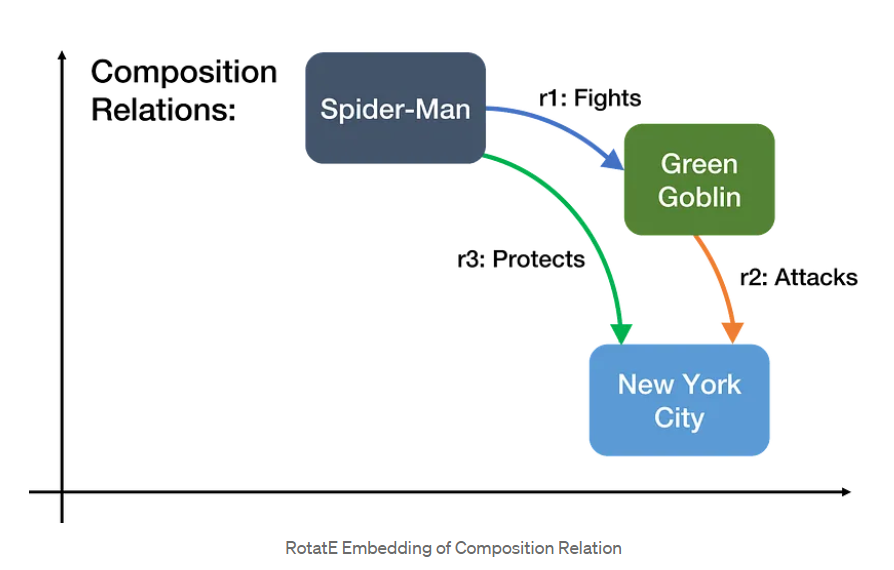 Composition
Relations:
Spider-Man
r1: Fights
Green
Goblin
r3: Protects
r2: Attacks
New York
City
RotatE Embedding of Composition Relation